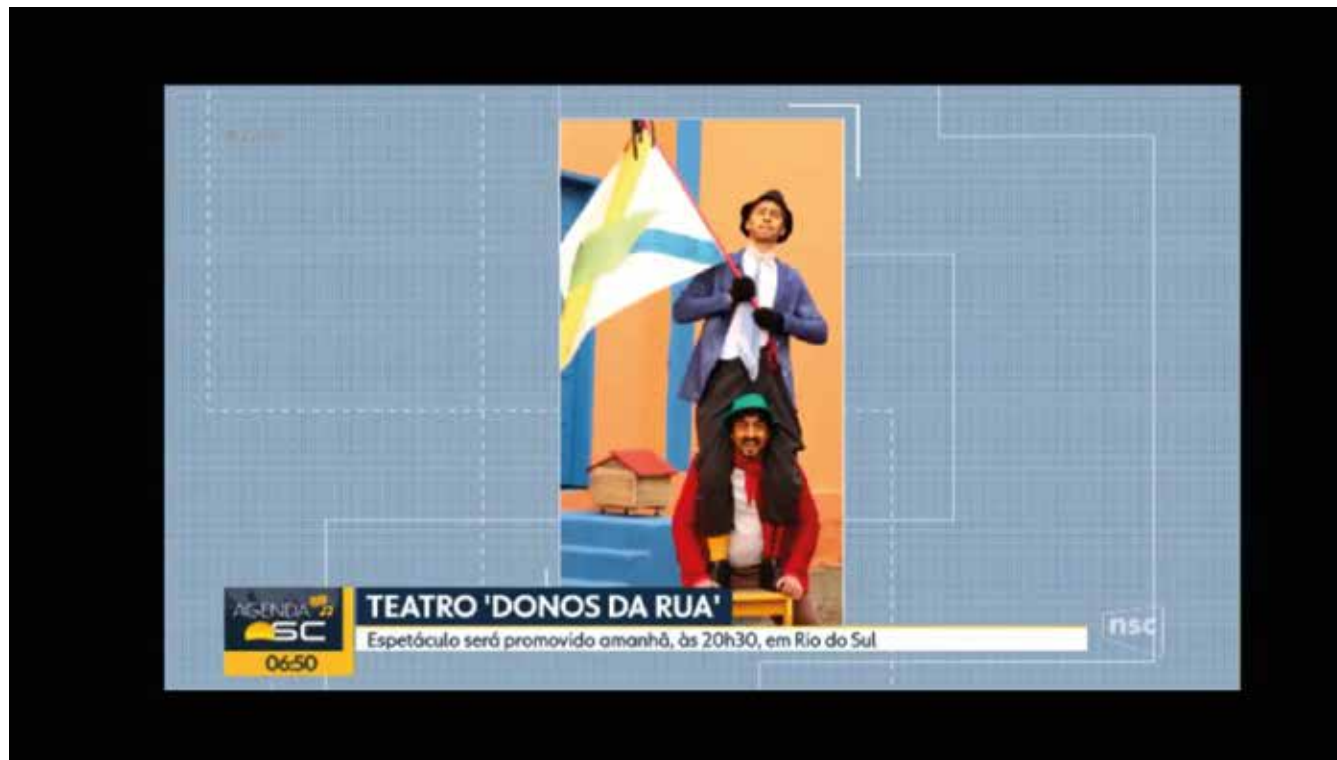 AGENDA
SC
06:50
TEATRO 'DONOS DA RUA'
Espetáculo será promovido amanhã, às 20h30, em Rio do Sul
nsc